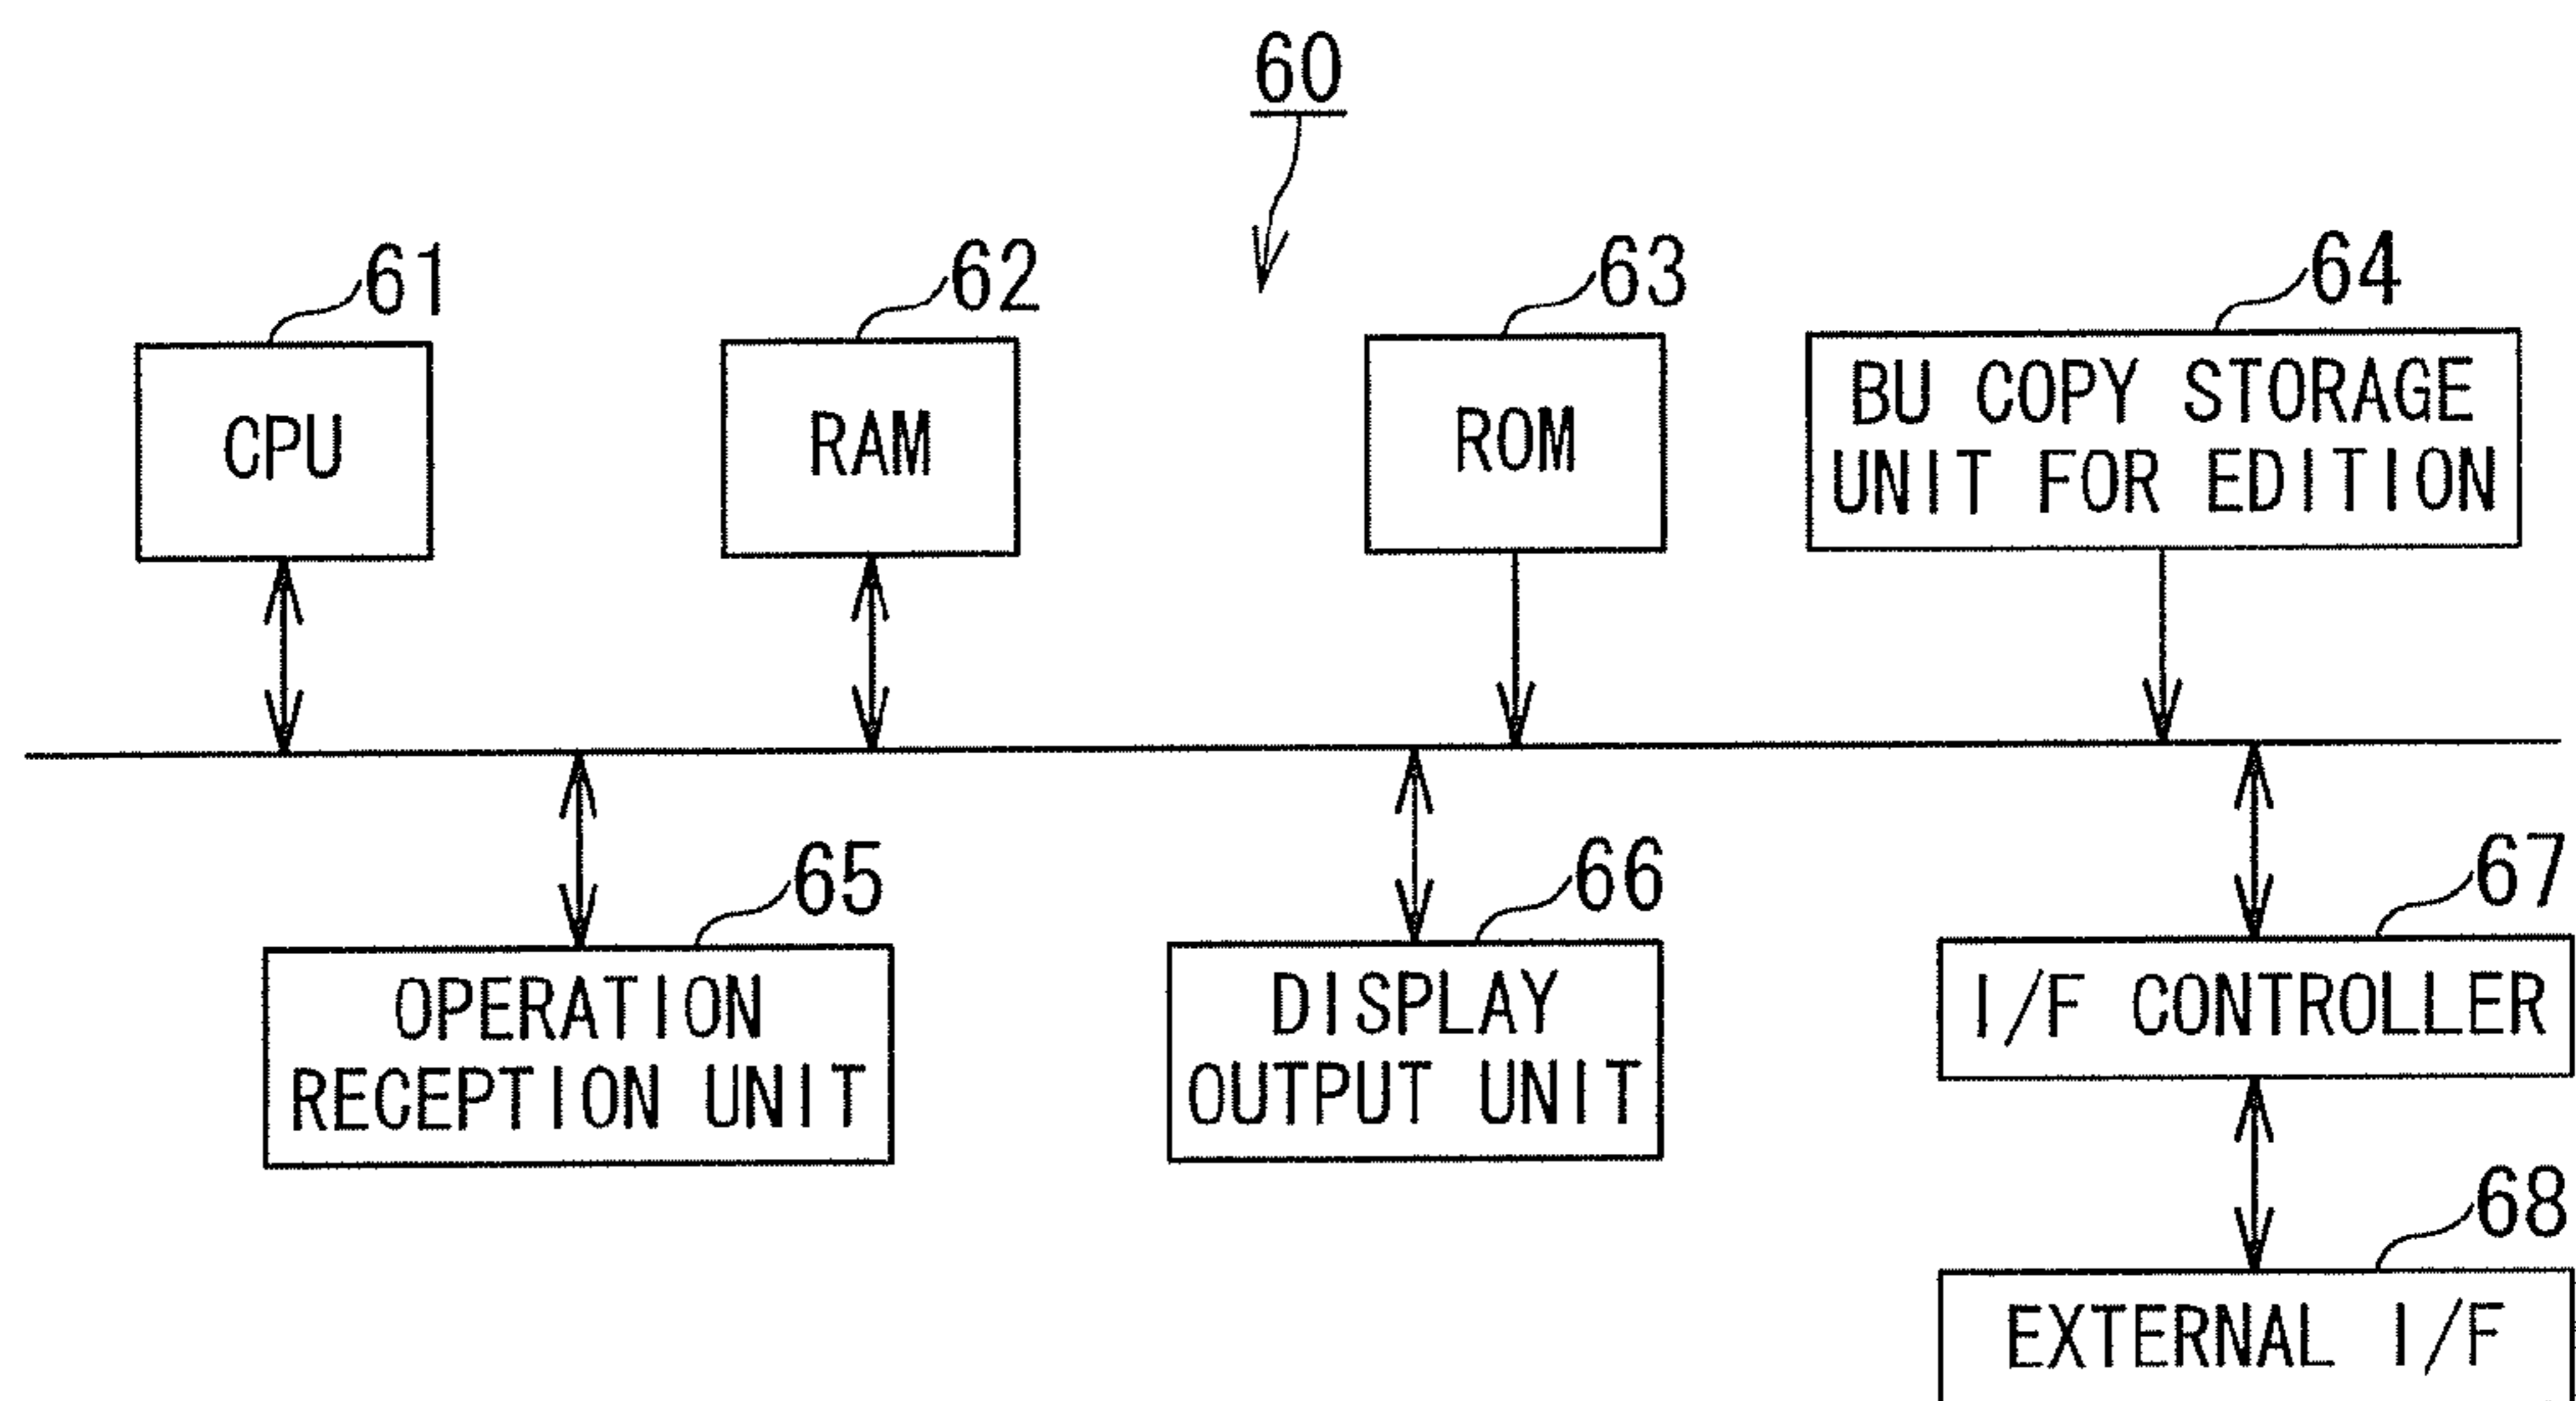 60
61
62
63
64
CPU
RAM
ROM
BU COPY STORAGE
UNIT FOR EDITION
65
66
67
OPERATION
RECEPTION UNIT
DISPLAY
OUTPUT UNIT
I/F CONTROLLER
68
EXTERNAL I/F